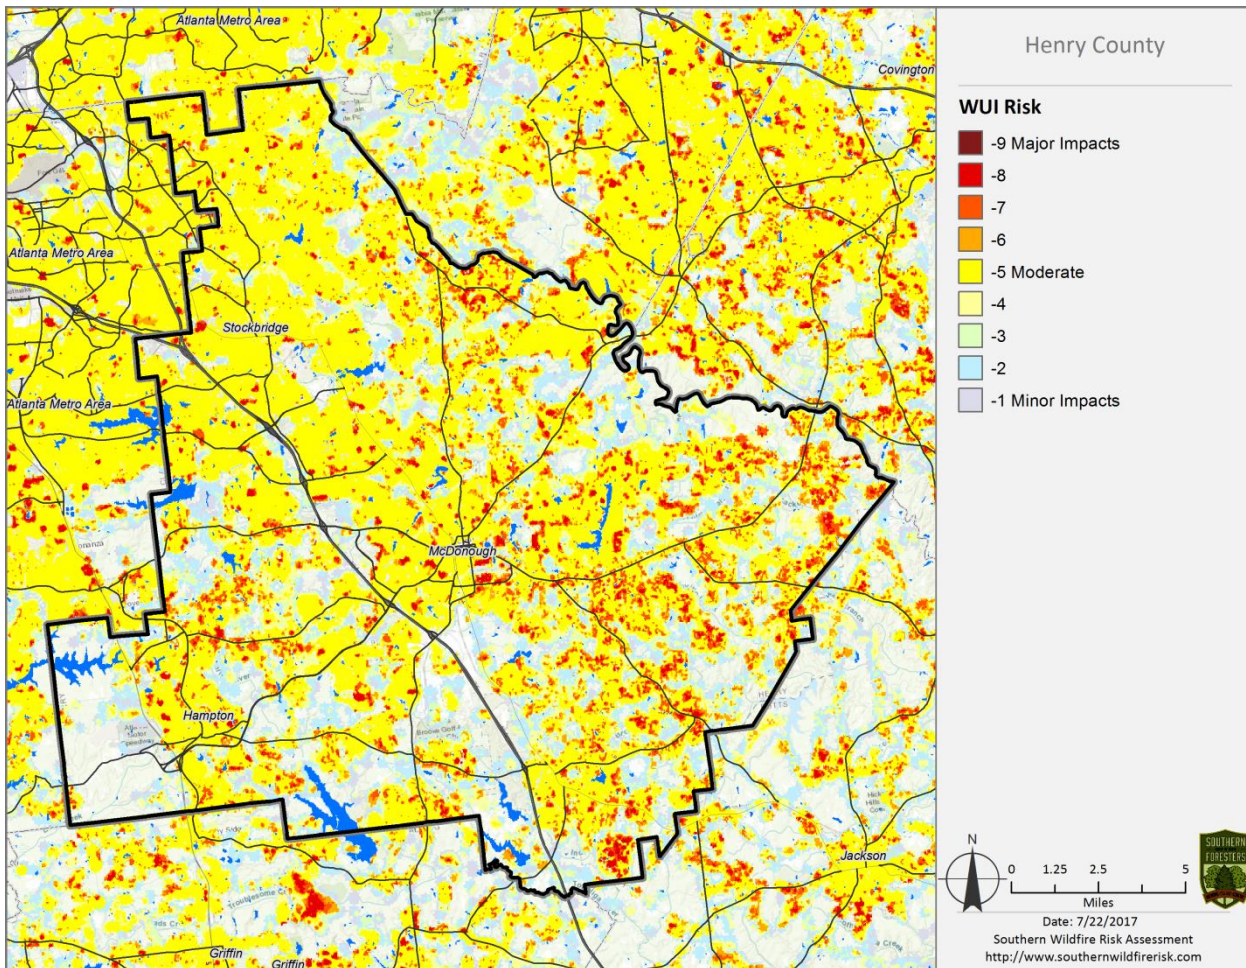 Atlanta Metro Area
Covington
Atlanta Metro Area
Stockbridge
Atlanta Metro Area
McDonough
Hampton
Jackson
Griffin
Griffin
Henry County
WUI Risk
-9 Major Impacts
-8
-7
-6
-5 Moderate
-4
-3
-2
-1 Minor Impacts
N
0 1.25 2.5 5
Miles
SOUTHERN
FORESTERS
Date: 7/22/2017
Southern Wildfire Risk Assessment
http://www.southernwildfirerisk.com